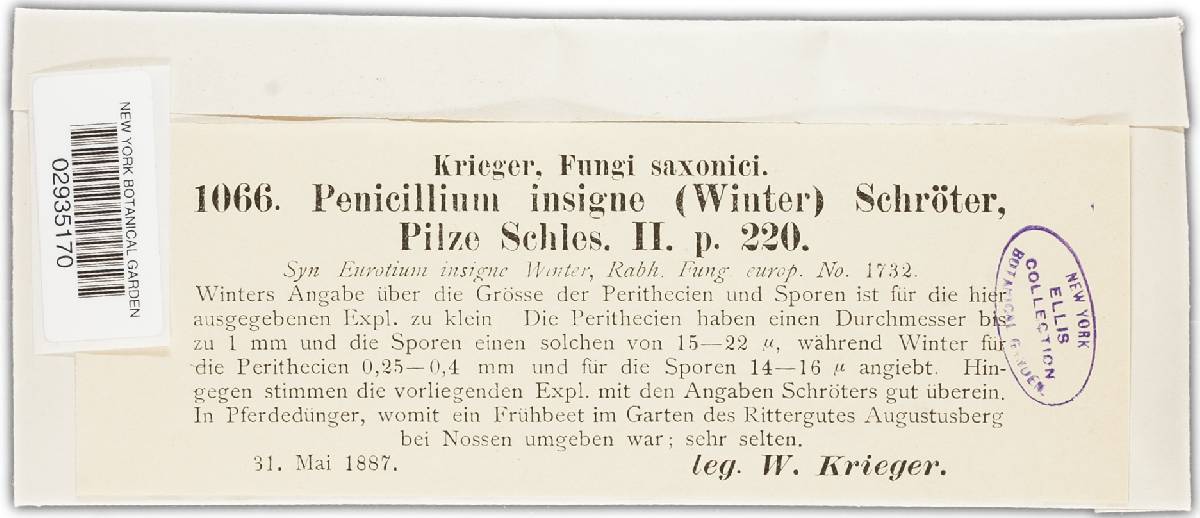 NEW YORK BOTANICAL GARDEN
02935170
Krieger, Fungi saxonici.
1066. Penicillium insigne (Winter) Schröter,
Pilze Schles. II. p. 220.
Syn Eurotium insigne Winter, Rabh. Fung europ. No. 1732.
Winters Angabe über die Grösse der Perithecien und Sporen ist für die hier
ausgegebenen Expl. zu klein Die Perithecien haben einen Durchmesser bis
zu 1 mm und die Sporen einen solchen von 15—22 µ, während Winter für
die Perithecien 0,25—0,4 mm und für die Sporen 14—16 µ angiebt. Hin-
gegen stimmen die vorliegenden Expl. mit den Angaben Schröters gut überein.
In Pferdedünger, womit ein Frühbeet im Garten des Rittergutes Augustusberg
bei Nossen umgeben war; sehr selten.
31. Mai 1887.
leg. W. Krieger.
NEW YORK
ELLIS
COLLECTION
BOTANICAL GARDEN.